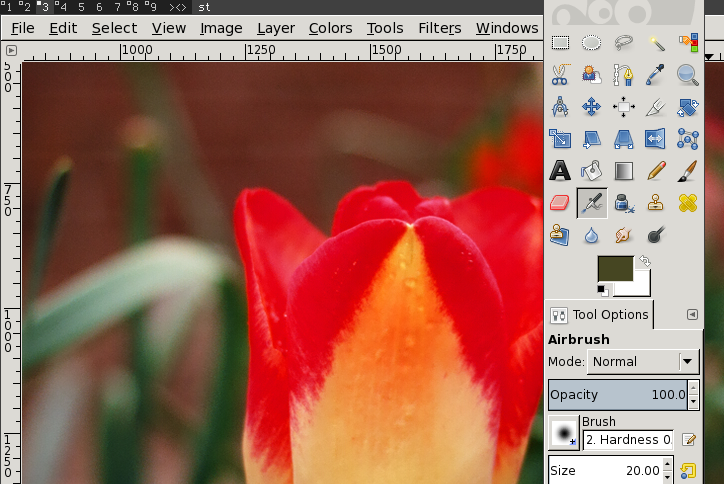 1 2 3 4 5 6 7 8 9 ><> st
File Edit Select View Image Layer Colors Tools Filters Windows
1000 1250 1500 1750
500
750
1000
1250
Tool Options
Airbrush
Mode: Normal
Opacity 100.0
Brush
2. Hardness 0.
Size 20.00